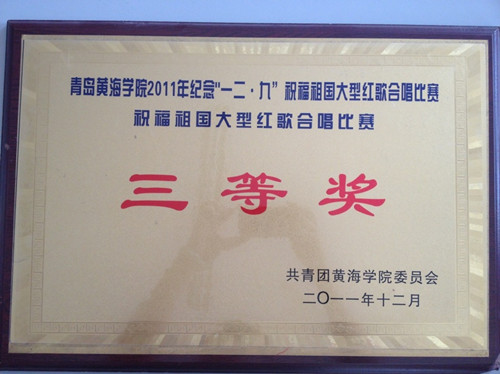 青岛黄海学院2011年纪念“一二·九”祝福祖国大型红歌合唱比赛
祝福祖国大型红歌合唱比赛
三等奖
共青团黄海学院委员会
二〇一一年十二月